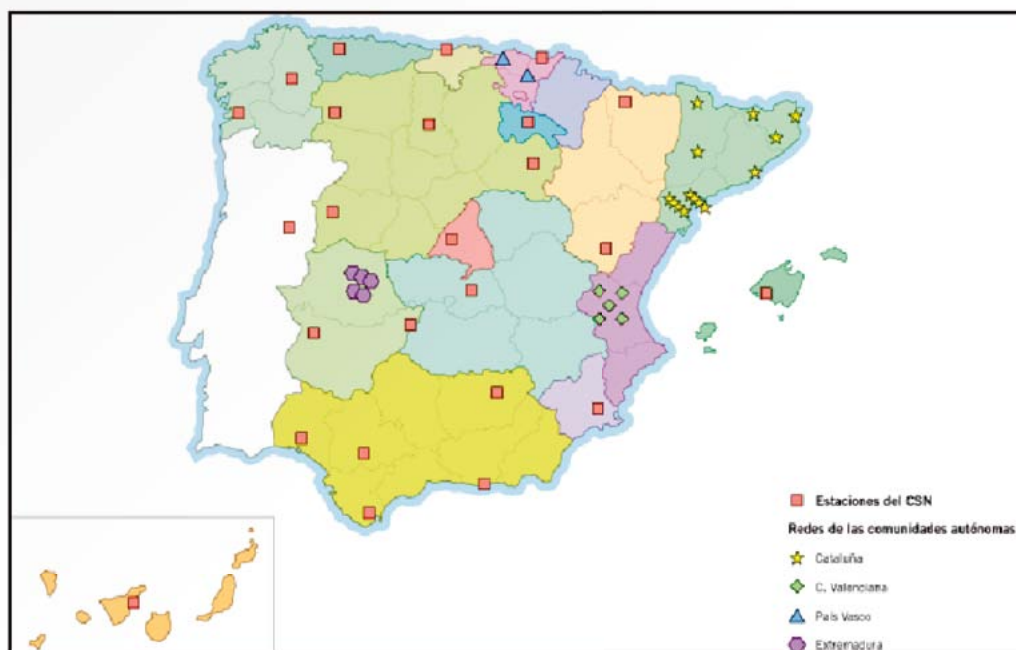 Estaciones del CSN
Redes de las comunidades autónomas
Cataluña
C. Valenciana
País Vasco
Extremadura